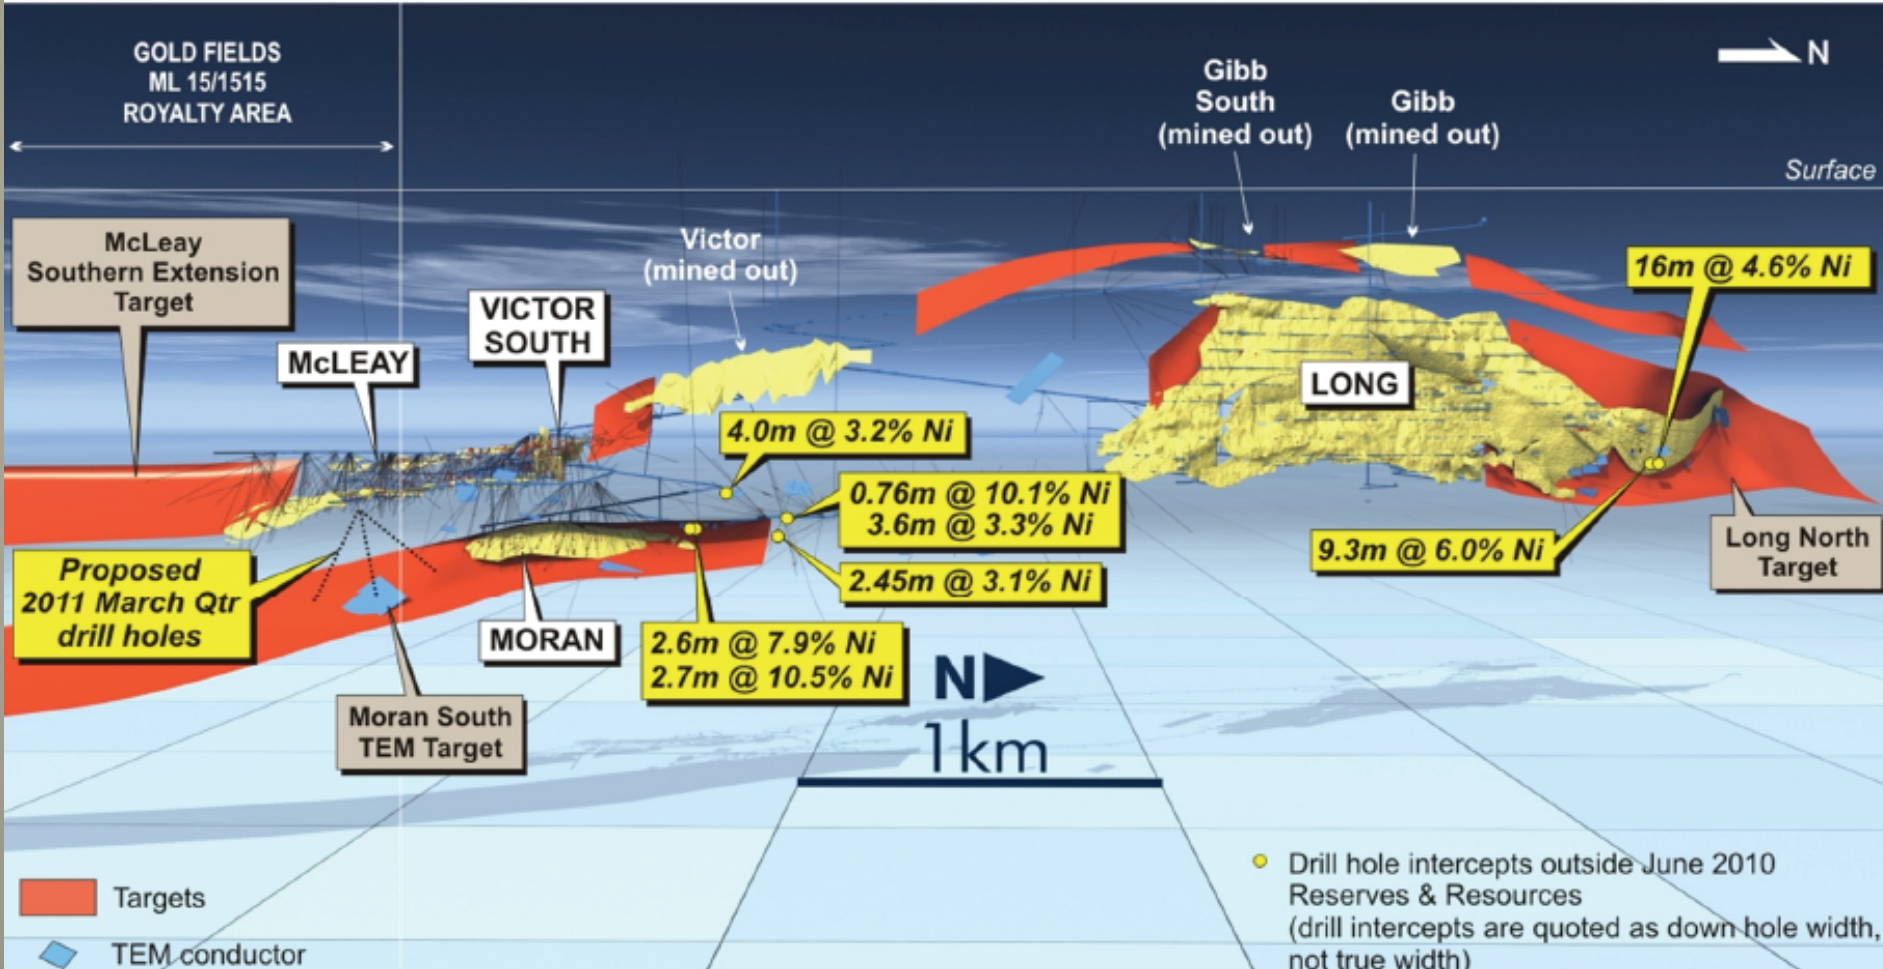 GOLD FIELDS
ML 15/1515
ROYALTY AREA
N
Gibb
South
(mined out)
Gibb
(mined out)
Surface
McLeay
Southern Extension
Target
McLEAY
VICTOR
SOUTH
Victor
(mined out)
16m @ 4.6% Ni
LONG
4.0m @ 3.2% Ni
0.76m @ 10.1% Ni
3.6m @ 3.3% Ni
2.45m @ 3.1% Ni
9.3m @ 6.0% Ni
Long North
Target
Proposed
2011 March Qtr
drill holes
MORAN
2.6m @ 7.9% Ni
2.7m @ 10.5% Ni
Moran South
TEM Target
N
1km
Targets
TEM conductor
Drill hole intercepts outside June 2010
Reserves & Resources
(drill intercepts are quoted as down hole width,
not true width)